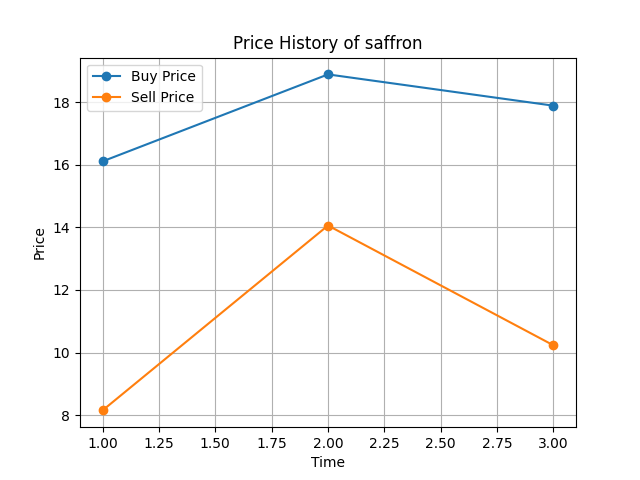 Price History of saffron
Buy Price
Sell Price
Price
18
16
14
12
10
8
1.00 1.25 1.50 1.75 2.00 2.25 2.50 2.75 3.00
Time